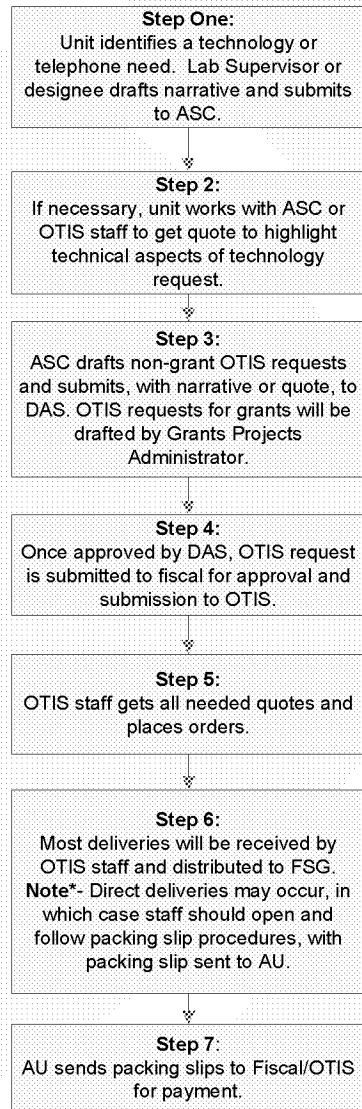 Step One:
Unit identifies a technology or
telephone need.  Lab Supervisor or
designee drafts narrative and submits
to ASC.
Step 2:
If necessary, unit works with ASC or
OTIS staff to get quote to highlight
technical aspects of technology
request.
Step 3:
ASC drafts non-grant OTIS requests
and submits, with narrative or quote, to
DAS. OTIS requests for grants will be
drafted by Grants Projects
Administrator.
Step 4:
Once approved by DAS, OTIS request
is submitted to fiscal for approval and
submission to OTIS.
Step 5:
OTIS staff gets all needed quotes and
places orders.
Step 6:
Most deliveries will be received by
OTIS staff and distributed to FSG.
Note*- Direct deliveries may occur, in
which case staff should open and
follow packing slip procedures, with
packing slip sent to AU.
Step 7:
AU sends packing slips to Fiscal/OTIS
for payment.